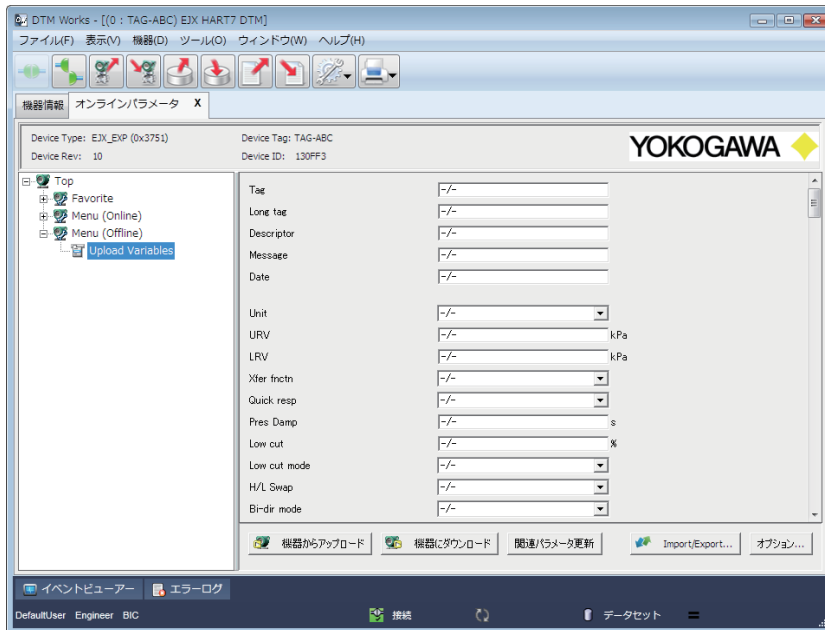 DTM Works - [(0 : TAG-ABC) EJX HART7 DTM]
ファイル(F) 表示(V) 機器(D) ツール(O) ウィンドウ(W) ヘルプ(H)
機器情報 オンラインパラメータ X
Device Type: EJX_EXP (0x3751) Device Tag: TAG-ABC
Device Rev: 10 Device ID: 130FF3
YOKOGAWA
Top
Favorite
Menu (Online)
Menu (Offline)
Upload Variables
Tag -/-
Long tag -/-
Descriptor -/-
Message -/-
Date -/-
Unit -/-
URV -/- kPa
LRV -/- kPa
Xfer fnctn -/-
Quick resp -/-
Pres Damp -/- s
Low cut -/- %
Low cut mode -/-
H/L Swap -/-
Bi-dir mode -/-
機器からアップロード 機器にダウンロード 関連パラメータ更新 Import/Export... オプション...
イベントビューアー エラーログ
DefaultUser Engineer BIC 接続 データセット